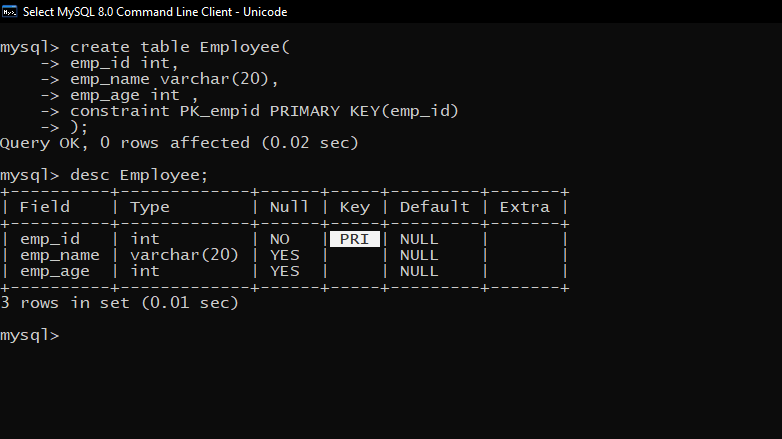 Select MySQL 8.0 Command Line Client - Unicode
mysql> create table Employee(
    -> emp_id int,
    -> emp_name varchar(20),
    -> emp_age int ,
    -> constraint PK_empid PRIMARY KEY(emp_id)
    -> );
Query OK, 0 rows affected (0.02 sec)

mysql> desc Employee;
+----------+-------------+------+-----+---------+-------+
| Field    | Type        | Null | Key | Default | Extra |
+----------+-------------+------+-----+---------+-------+
| emp_id   | int         | NO   | PRI | NULL    |       |
| emp_name | varchar(20) | YES  |     | NULL    |       |
| emp_age  | int         | YES  |     | NULL    |       |
+----------+-------------+------+-----+---------+-------+
3 rows in set (0.01 sec)

mysql>